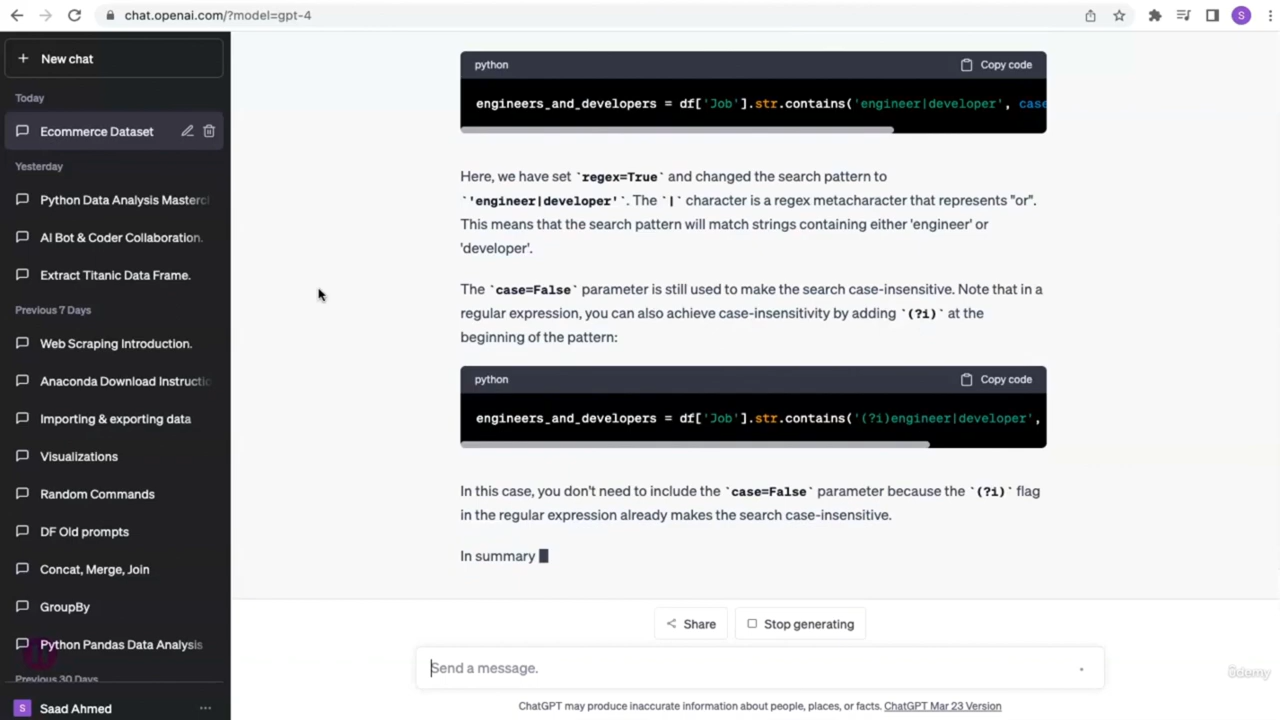 chat.openai.com/?model=gpt-4
S
New chat
Today
Ecommerce Dataset
Yesterday
Python Data Analysis Masterc
AI Bot & Coder Collaboration.
Extract Titanic Data Frame.
Previous 7 Days
Web Scraping Introduction.
Anaconda Download Instructio
Importing & exporting data
Visualizations
Random Commands
DF Old prompts
Concat, Merge, Join
GroupBy
Python Pandas Data Analysis
Previous 30 Days
S Saad Ahmed
python Copy code
engineers_and_developers = df['Job'].str.contains('engineer|developer', case
Here, we have set `regex=True` and changed the search pattern to
`'engineer|developer'`. The `|` character is a regex metacharacter that represents "or".
This means that the search pattern will match strings containing either 'engineer' or
'developer'.
The `case=False` parameter is still used to make the search case-insensitive. Note that in a
regular expression, you can also achieve case-insensitivity by adding `(?i)` at the
beginning of the pattern:
python Copy code
engineers_and_developers = df['Job'].str.contains('(?i)engineer|developer',
In this case, you don't need to include the `case=False` parameter because the `(?i)` flag
in the regular expression already makes the search case-insensitive.
In summary
Share Stop generating
Send a message.
ChatGPT may produce inaccurate information about people, places, or facts. ChatGPT Mar 23 Version
ûdemy